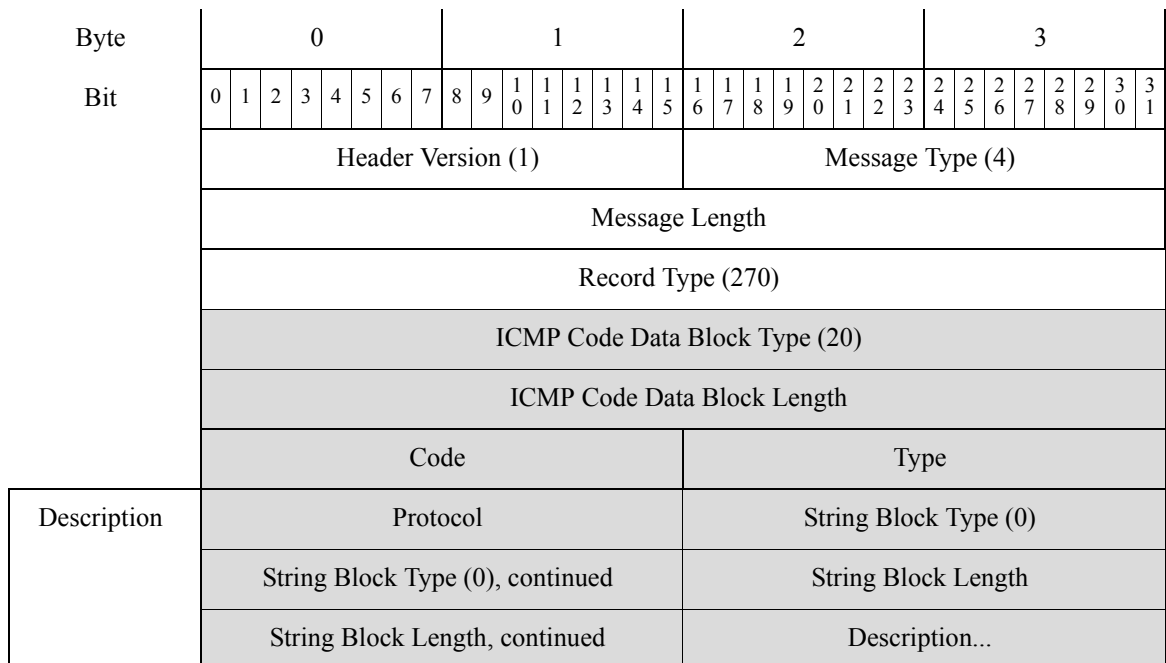 Byte 0 1 2 3
Bit 0 1 2 3 4 5 6 7 8 9 10 11 12 13 14 15 16 17 18 19 20 21 22 23 24 25 26 27 28 29 30 31
Header Version (1) Message Type (4)
Message Length
Record Type (270)
ICMP Code Data Block Type (20)
ICMP Code Data Block Length
Code Type
Description Protocol String Block Type (0)
String Block Type (0), continued String Block Length
String Block Length, continued Description...